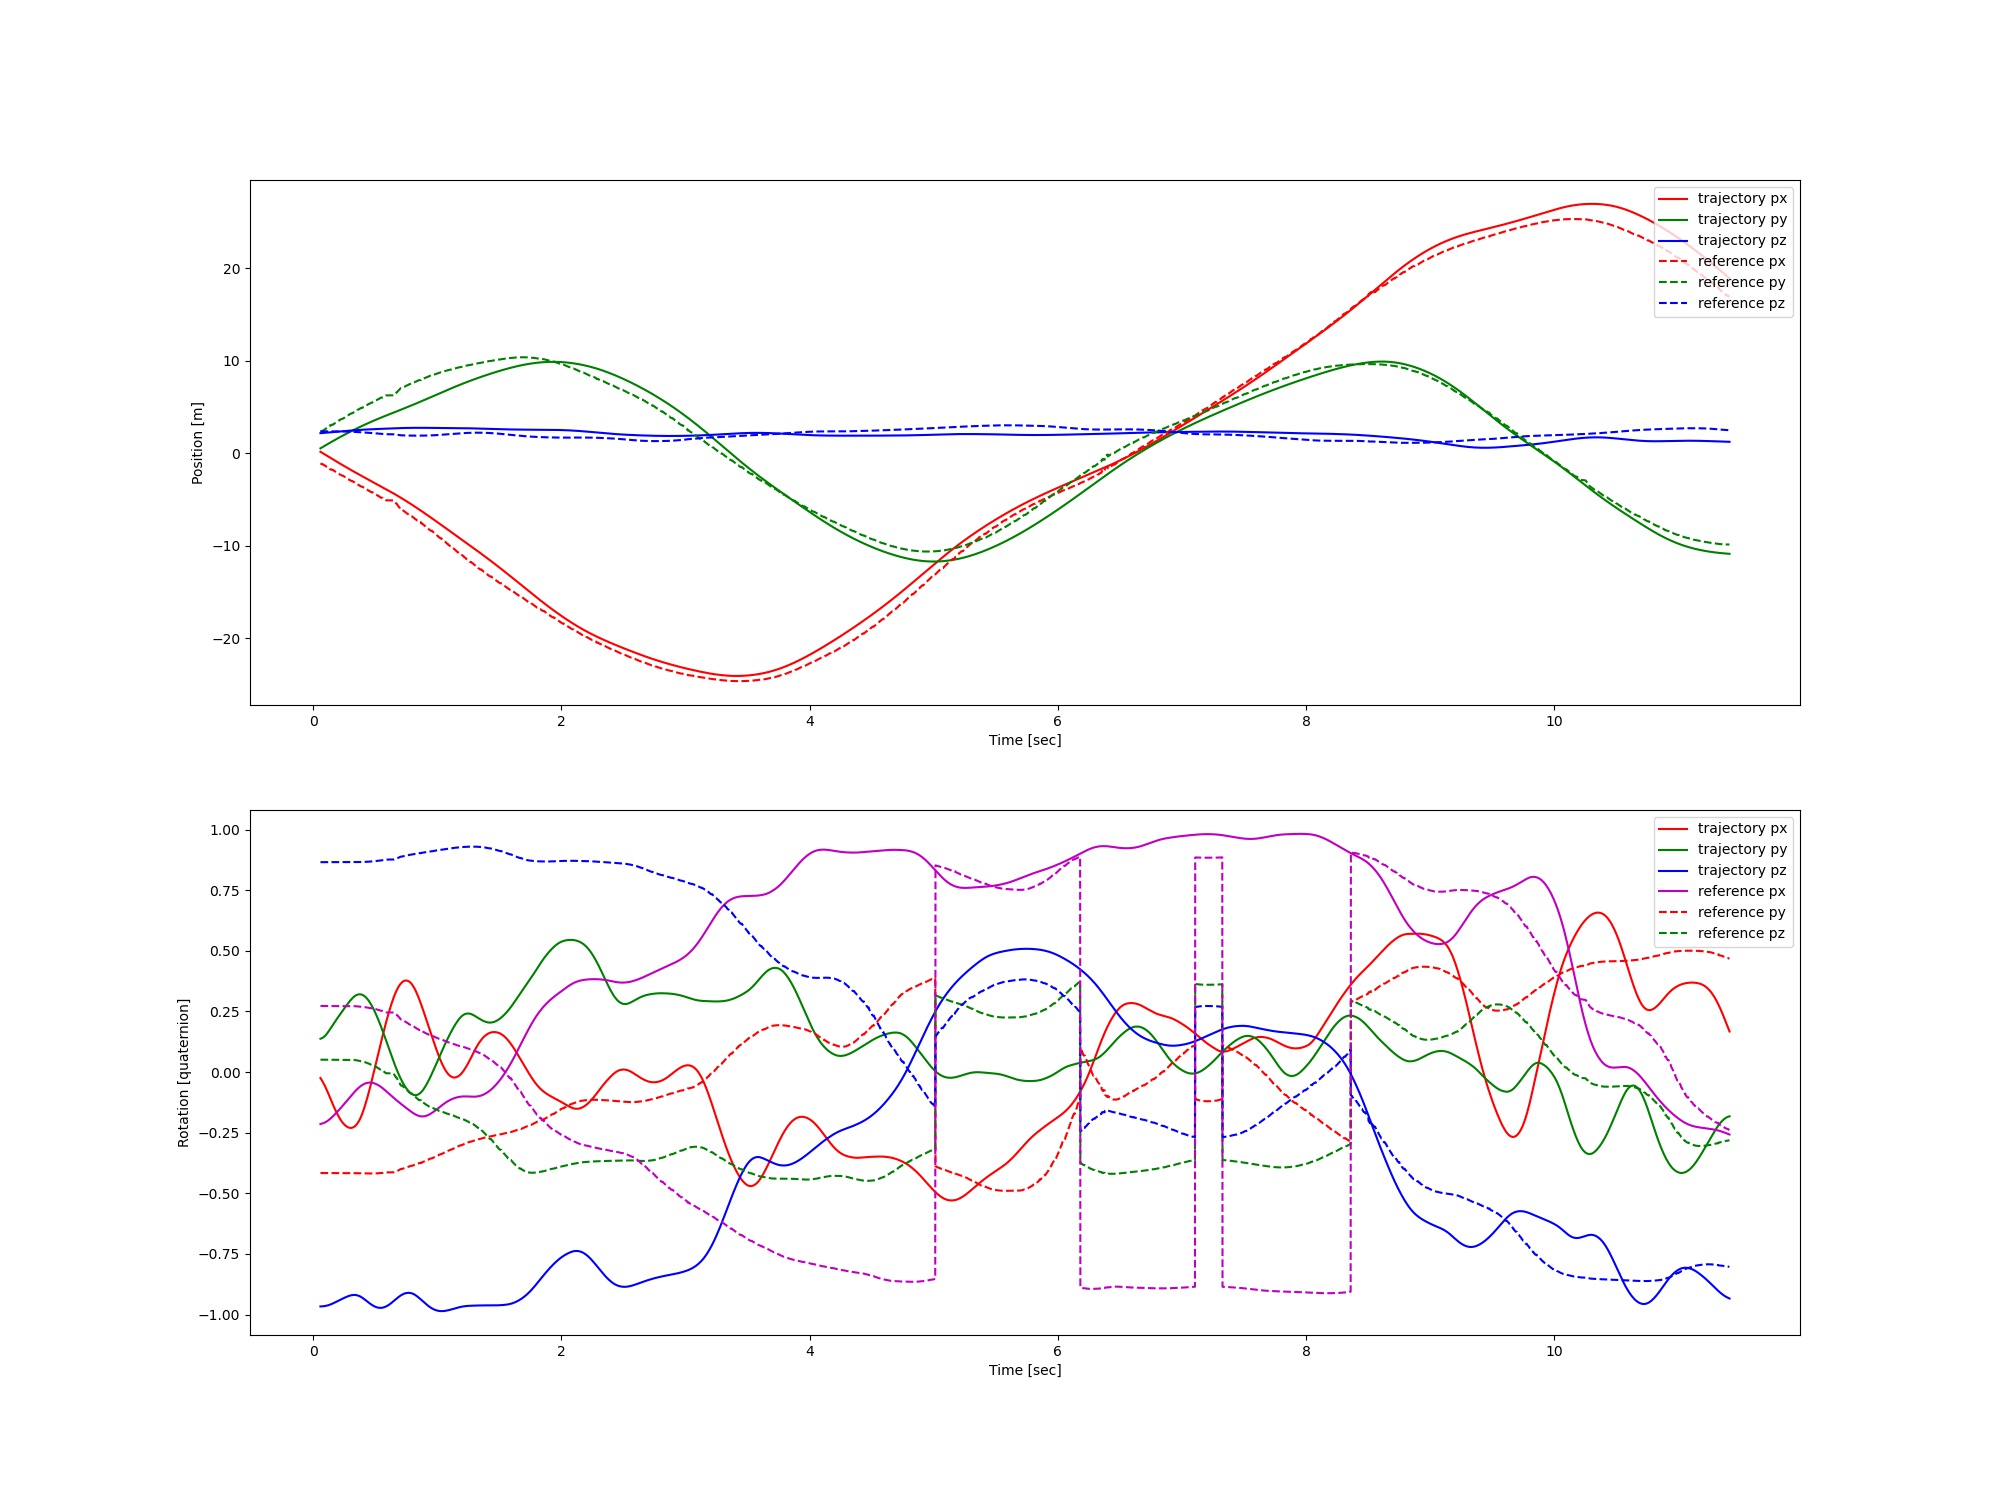 20
10
0
−10
−20
Position [m]
0 2 4 6 8 10
Time [sec]
trajectory px
trajectory py
trajectory pz
reference px
reference py
reference pz
1.00
0.75
0.50
0.25
0.00
−0.25
−0.50
−0.75
−1.00
Rotation [quaternion]
0 2 4 6 8 10
Time [sec]
trajectory px
trajectory py
trajectory pz
reference px
reference py
reference pz